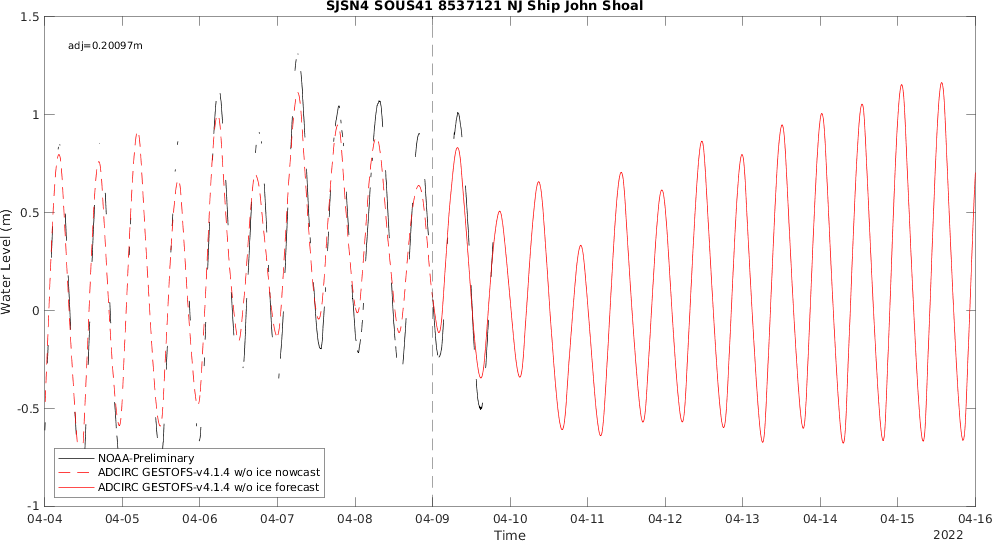 SJSN4 SOUS41 8537121 NJ Ship John Shoal
adj=0.20097m
1.5
1
0.5
0
-0.5
-1
Water Level (m)
NOAA-Preliminary
ADCIRC GESTOFS-v4.1.4 w/o ice nowcast
ADCIRC GESTOFS-v4.1.4 w/o ice forecast
04-04 04-05 04-06 04-07 04-08 04-09 04-10 04-11 04-12 04-13 04-14 04-15 04-16
Time
2022